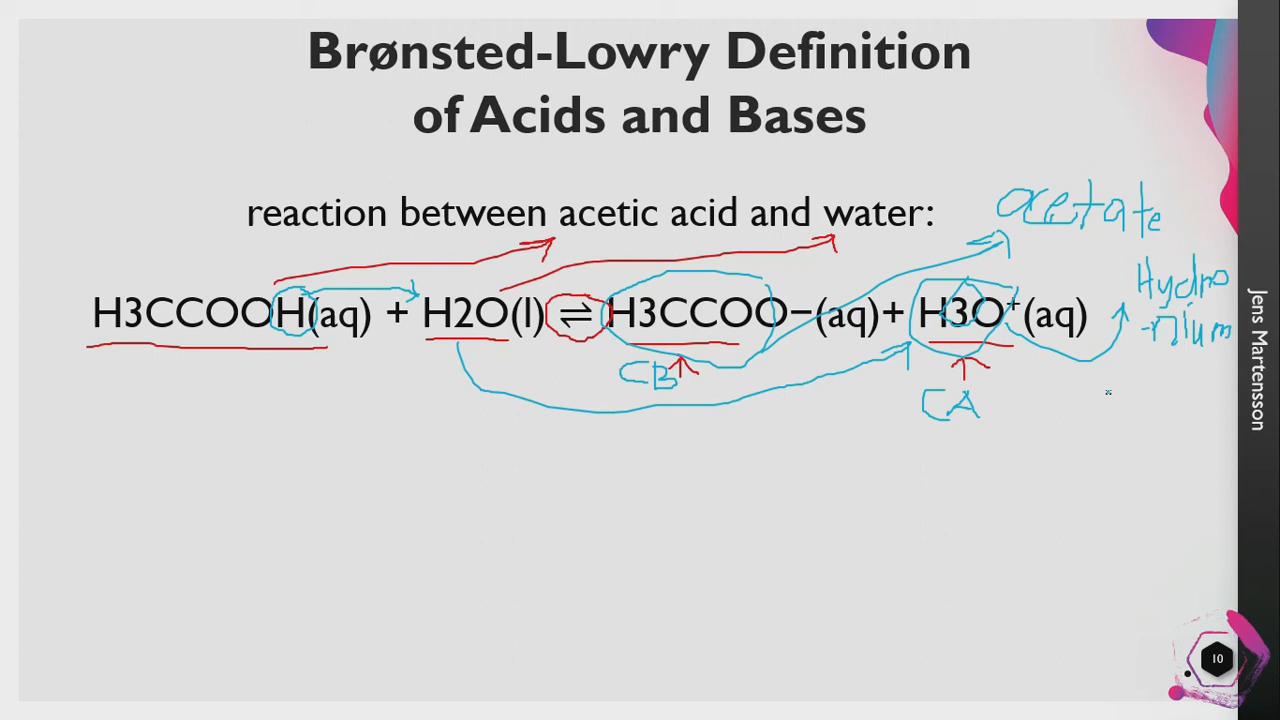 Brønsted-Lowry Definition
of Acids and Bases
reaction between acetic acid and water:
acetate
H3CCOOH(aq) + H2O(l) ⇌ H3CCOO−(aq)+ H3O⁺(aq)
Hydro
-nium
CB
CA
Jens Martensson
10